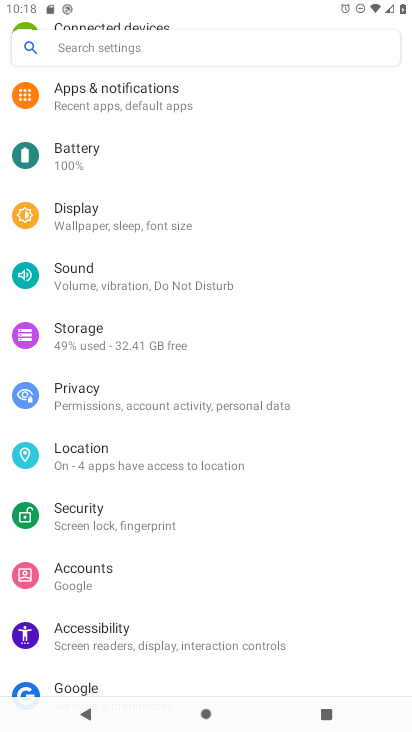 10:18
Connected devices
Search settings
Apps & notifications
Recent apps, default apps
Battery
100%
Display
Wallpaper, sleep, font size
Sound
Volume, vibration, Do Not Disturb
Storage
49% used - 32.41 GB free
Privacy
Permissions, account activity, personal data
Location
On - 4 apps have access to location
Security
Screen lock, fingerprint
Accounts
Google
Accessibility
Screen readers, display, interaction controls
Google
Services & preferences